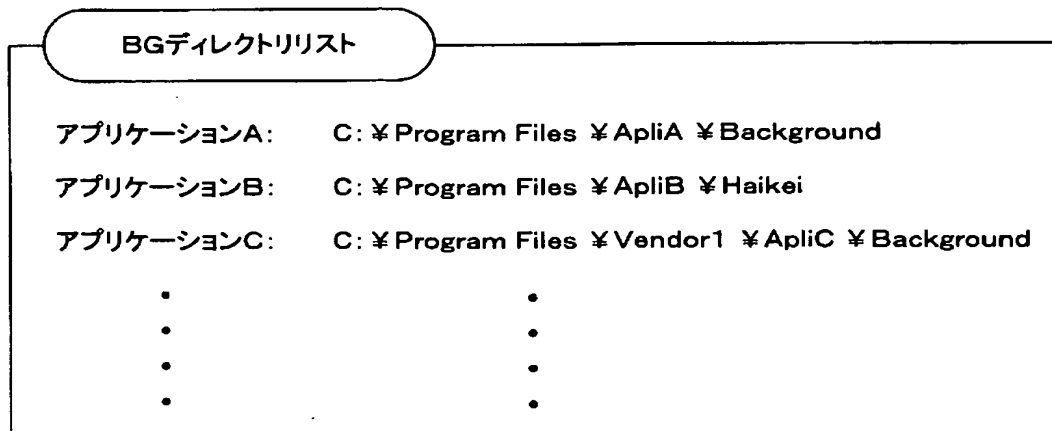 BGディレクトリリスト
アプリケーションA: C:¥Program Files ¥ApliA ¥Background
アプリケーションB: C:¥Program Files ¥ApliB ¥Haikei
アプリケーションC: C:¥Program Files ¥Vendor1 ¥ApliC ¥Background